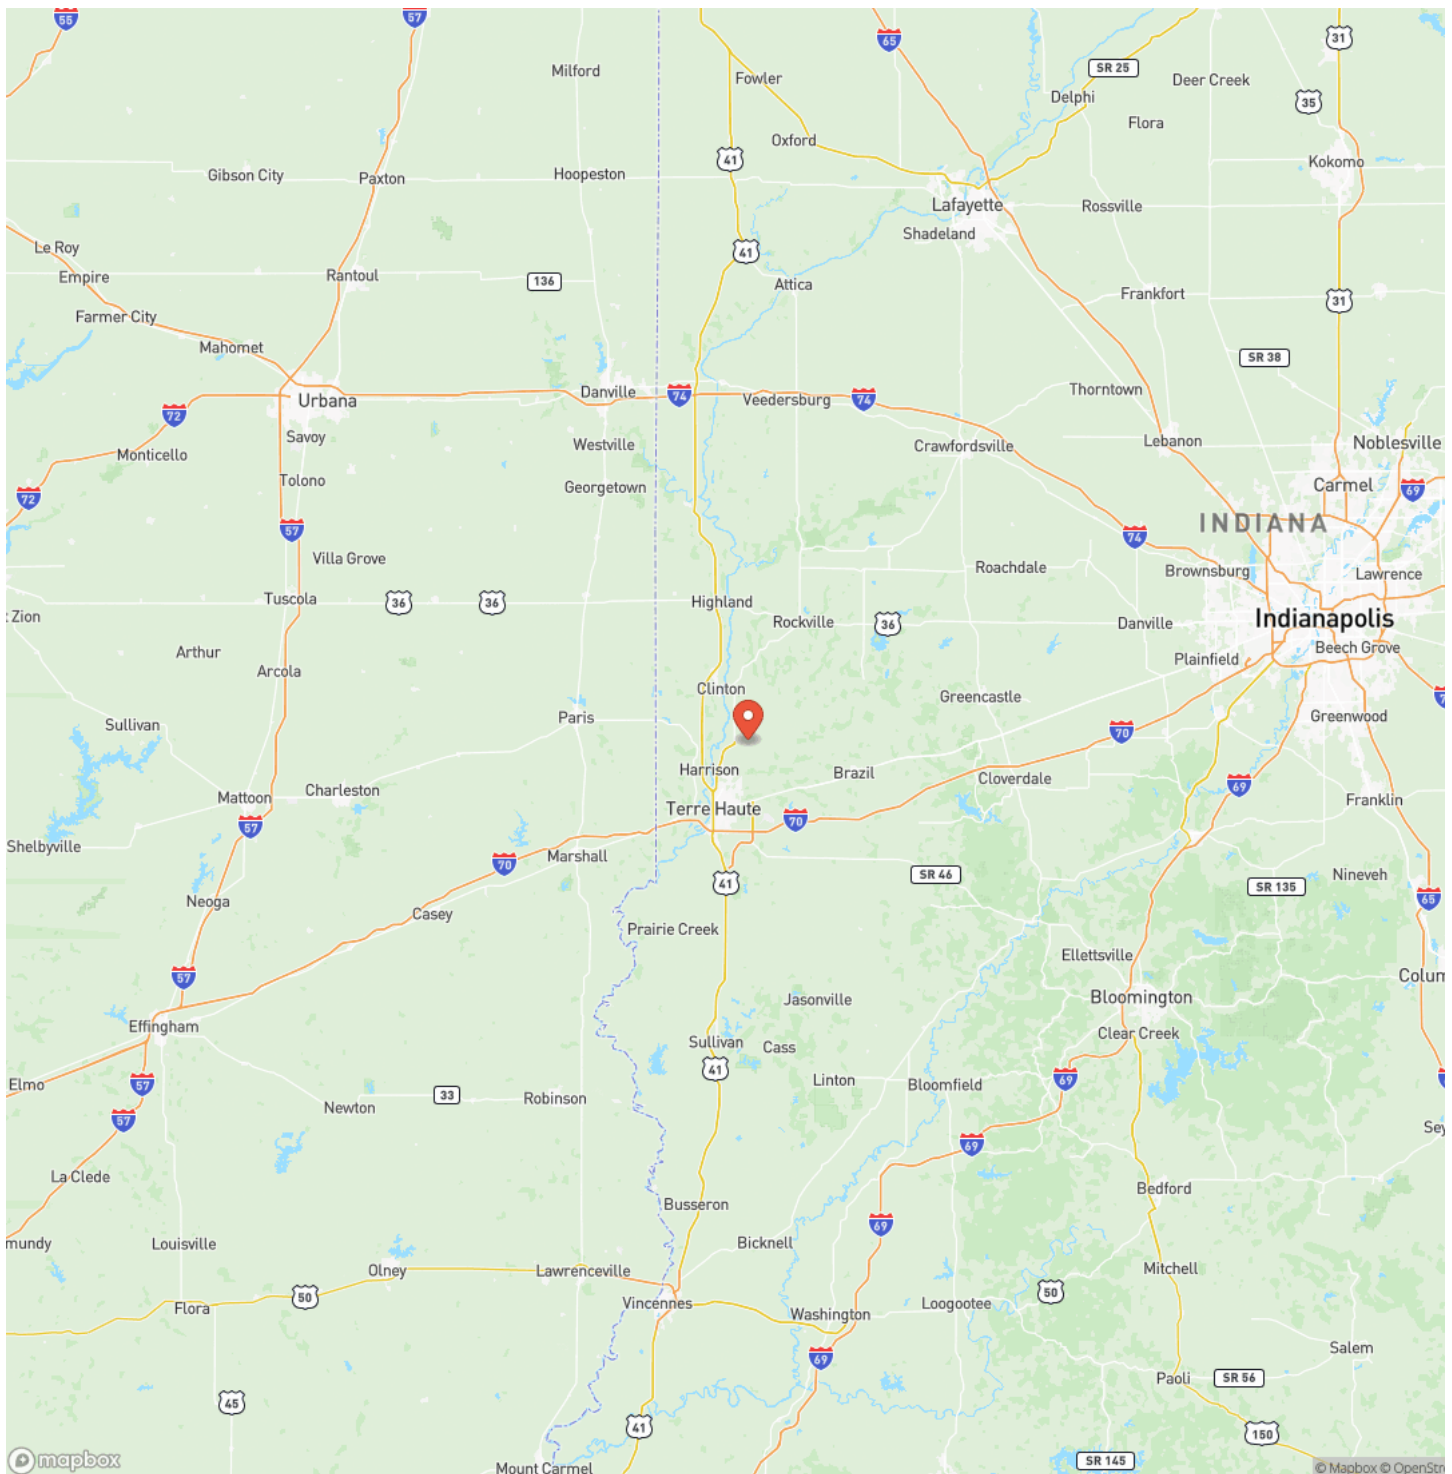 55
57
65
31
Milford
Fowler
SR 25
Deer Creek
Delphi
35
Flora
Oxford
41
Kokomo
Gibson City
Paxton
Hoopeston
Lafayette
Rossville
Shadeland
Le Roy
41
Empire
Rantoul
136
Attica
Frankfort
31
Farmer City
Mahomet
SR 38
Danville
74
Veedersburg
74
Thorntown
72
Urbana
Savoy
Westville
Crawfordsville
Lebanon
Noblesville
Monticello
Tolono
Georgetown
Carmel
69
72
57
INDIANA
74
Villa Grove
Roachdale
Brownsburg
Lawrence
Tuscola
36
36
Highland
Zion
Rockville
36
Danville
Indianapolis
Arthur
Beech Grove
Arcola
Plainfield
Clinton
Greencastle
Sullivan
Paris
Greenwood
70
Harrison
Brazil
Cloverdale
69
Mattoon
Charleston
Terre Haute
Franklin
57
70
Shelbyville
Marshall
70
SR 46
Nineveh
41
SR 135
65
Neoga
Casey
Prairie Creek
Ellettsville
57
Colum
Jasonville
Bloomington
Effingham
Clear Creek
Sullivan
Cass
41
Elmo
57
Linton
Bloomfield
69
33
Robinson
Newton
57
Sey
69
La Clede
Bedford
Busseron
69
mundy
Louisville
Bicknell
Olney
Lawrenceville
Mitchell
50
50
Flora
Vincennes
Washington
Loogootee
69
Salem
Paoli
SR 56
45
41
150
mapbox
Mount Carmel
SR 145
© Mapbox © OpenStr